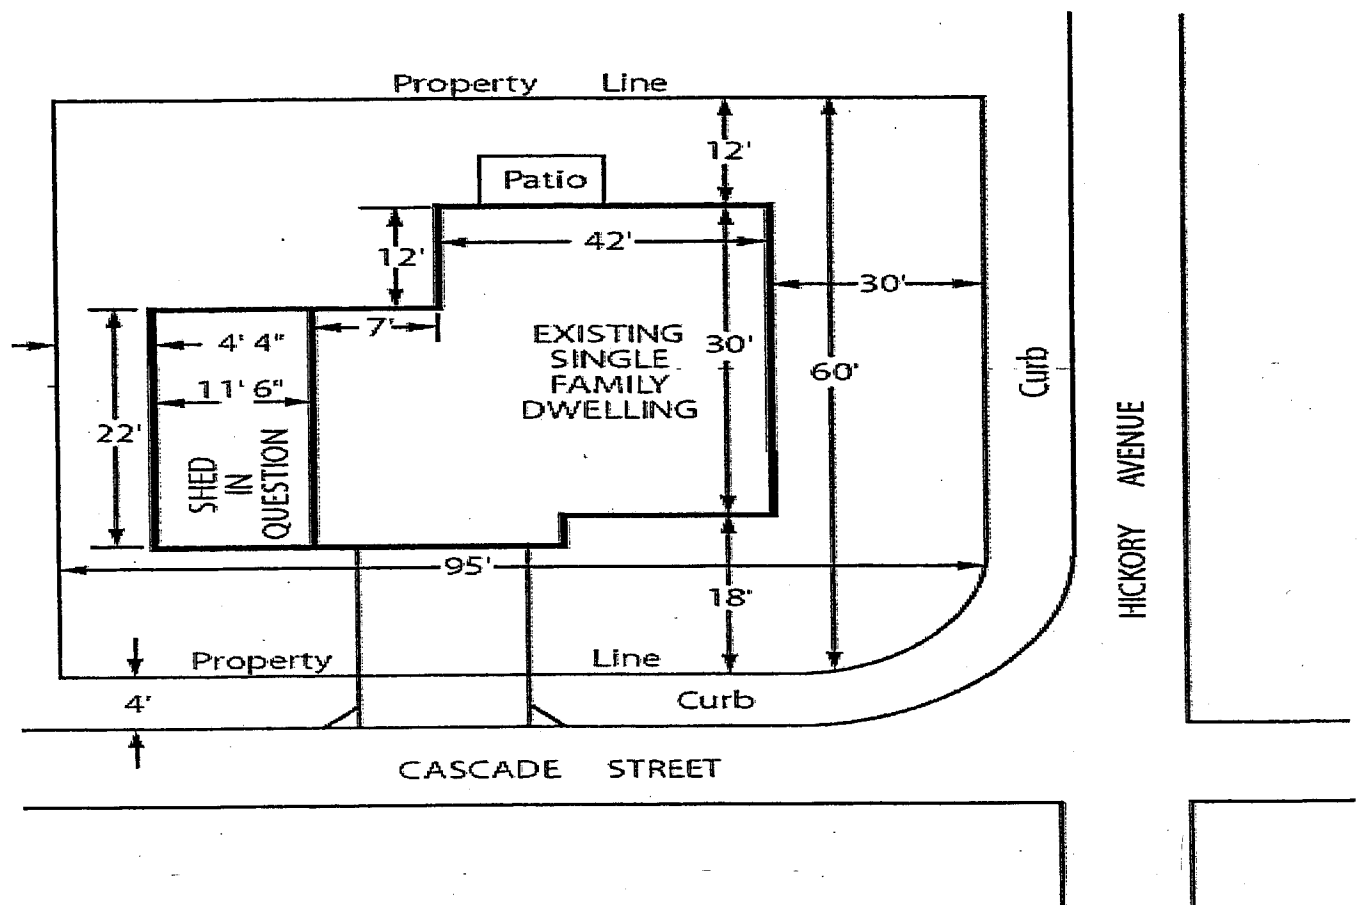 Property Line
12'
Patio
42'
12'
30'
7'
4' 4"
EXISTING
SINGLE
FAMILY
DWELLING
30'
60'
Curb
11' 6"
22'
SHED
IN
QUESTION
HICKORY AVENUE
95'
18'
Property Line
4'
Curb
CASCADE STREET